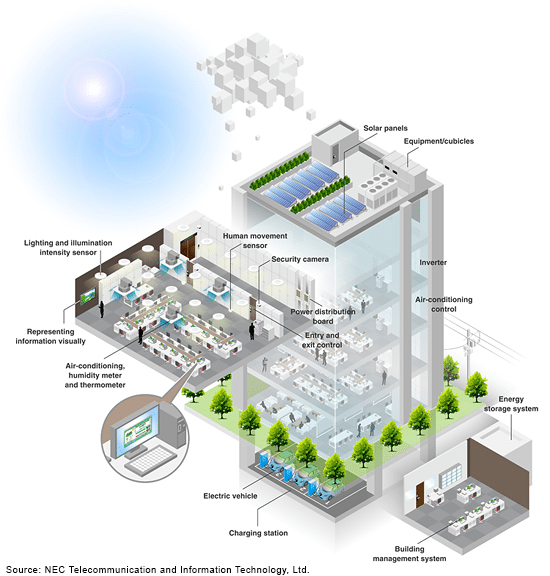 Solar panels
Equipment/cubicles
Human movement
sensor
Lighting and illumination
intensity sensor
Security camera
Inverter
Power distribution
board
Air-conditioning
control
Representing
information visually
Entry and
exit control
Air-conditioning,
humidity meter
and thermometer
Energy
storage system
Electric vehicle
Charging station
Building
management system
Source: NEC Telecommunication and Information Technology, Ltd.